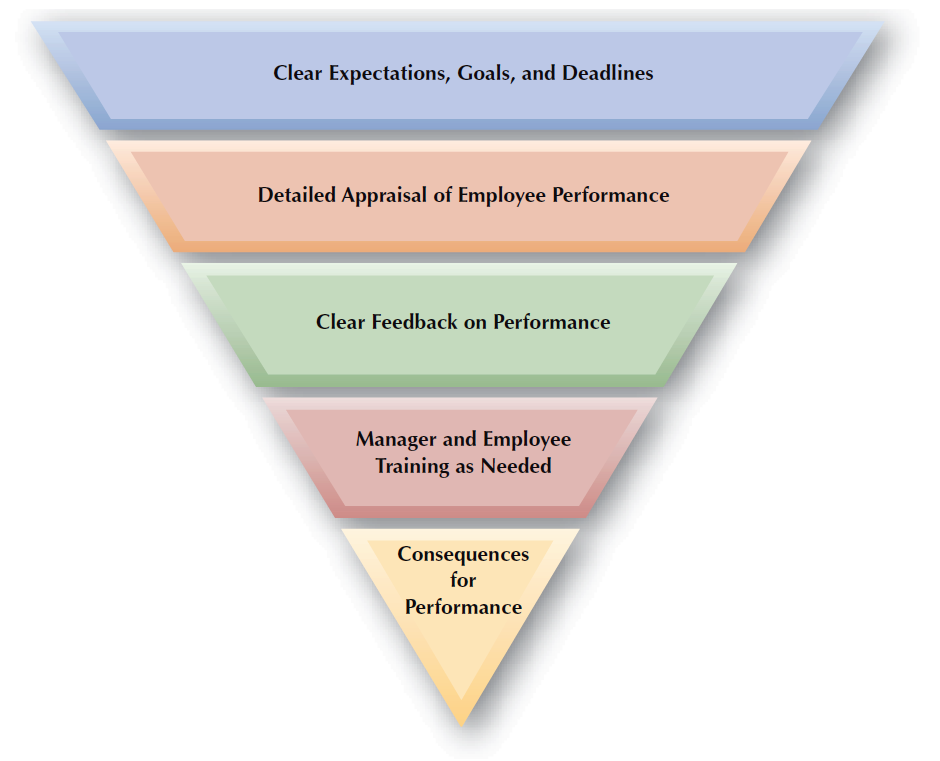 Clear Expectations, Goals, and Deadlines
Detailed Appraisal of Employee Performance
Clear Feedback on Performance
Manager and Employee
Training as Needed
Consequences
for
Performance